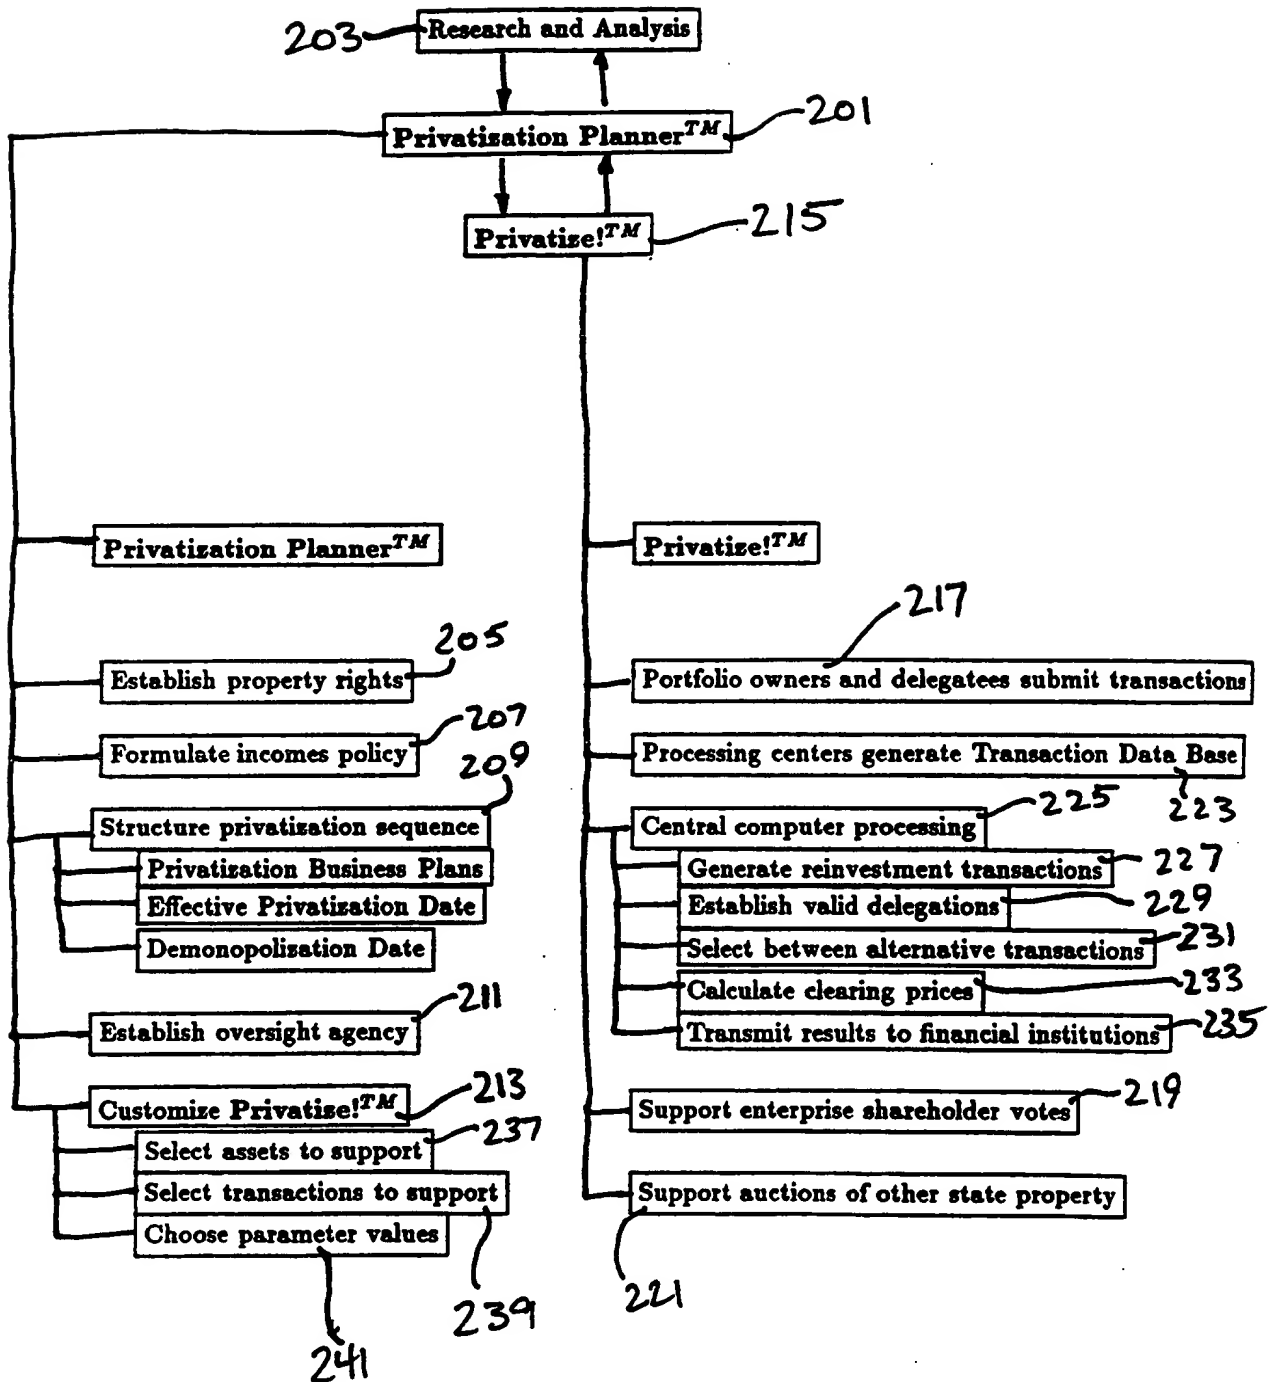 203 Research and Analysis
Privatization Planner™ 201
Privatize!™ 215
Privatization Planner™
Establish property rights 205
Formulate incomes policy 207
Structure privatization sequence 209
Privatization Business Plans
Effective Privatization Date
Demonopolization Date
Establish oversight agency 211
Customize Privatize!™ 213
Select assets to support 237
Select transactions to support 239
Choose parameter values 241
Privatize!™
Portfolio owners and delegatees submit transactions 217
Processing centers generate Transaction Data Base 223
Central computer processing 225
Generate reinvestment transactions 227
Establish valid delegations 229
Select between alternative transactions 231
Calculate clearing prices 233
Transmit results to financial institutions 235
Support enterprise shareholder votes 219
Support auctions of other state property 221